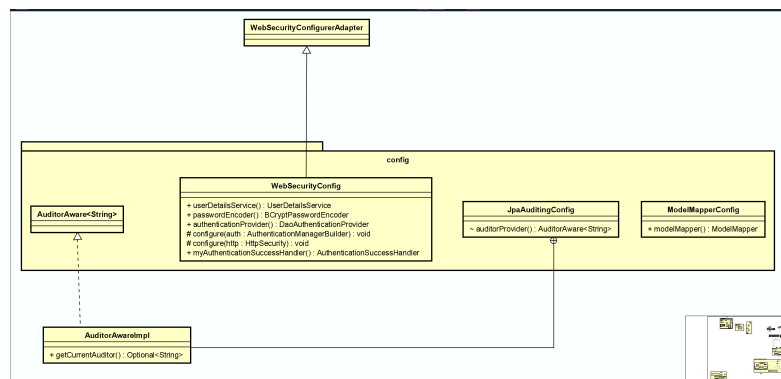 WebSecurityConfigurerAdapter
config
WebSecurityConfig
+ userDetailsService() : UserDetailsService
+ passwordEncoder() : BCryptPasswordEncoder
+ authenticationProvider() : DaoAuthenticationProvider
# configure(auth : AuthenticationManagerBuilder) : void
# configure(http : HttpSecurity) : void
+ myAuthenticationSuccessHandler() : AuthenticationSuccessHandler
AuditorAware<String>
JpaAuditingConfig
~ auditorProvider() : AuditorAware<String>
ModelMapperConfig
+ modelMapper() : ModelMapper
AuditorAwareImpl
+ getCurrentAuditor() : Optional<String>